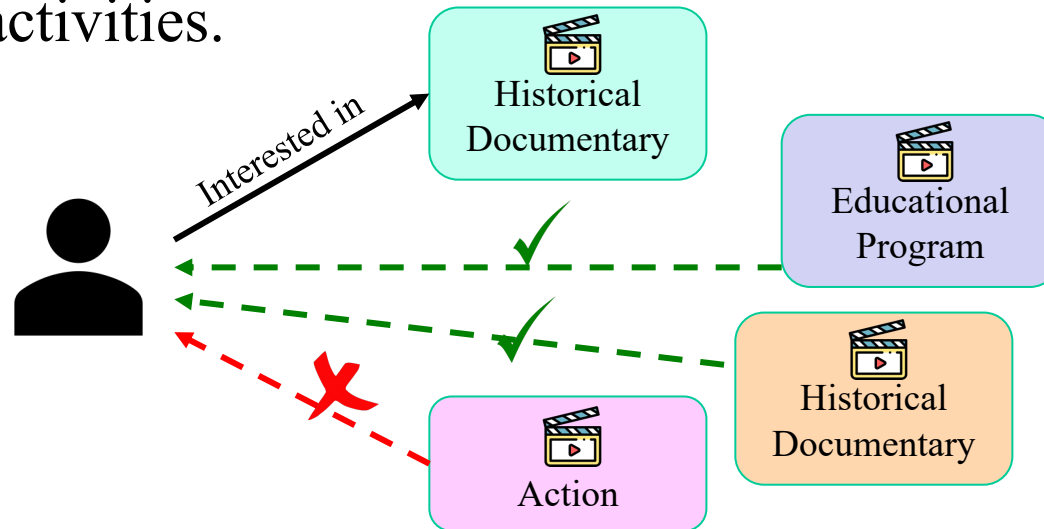 activities.
Historical
Documentary
Interested in
Educational
Program
Historical
Documentary
Action